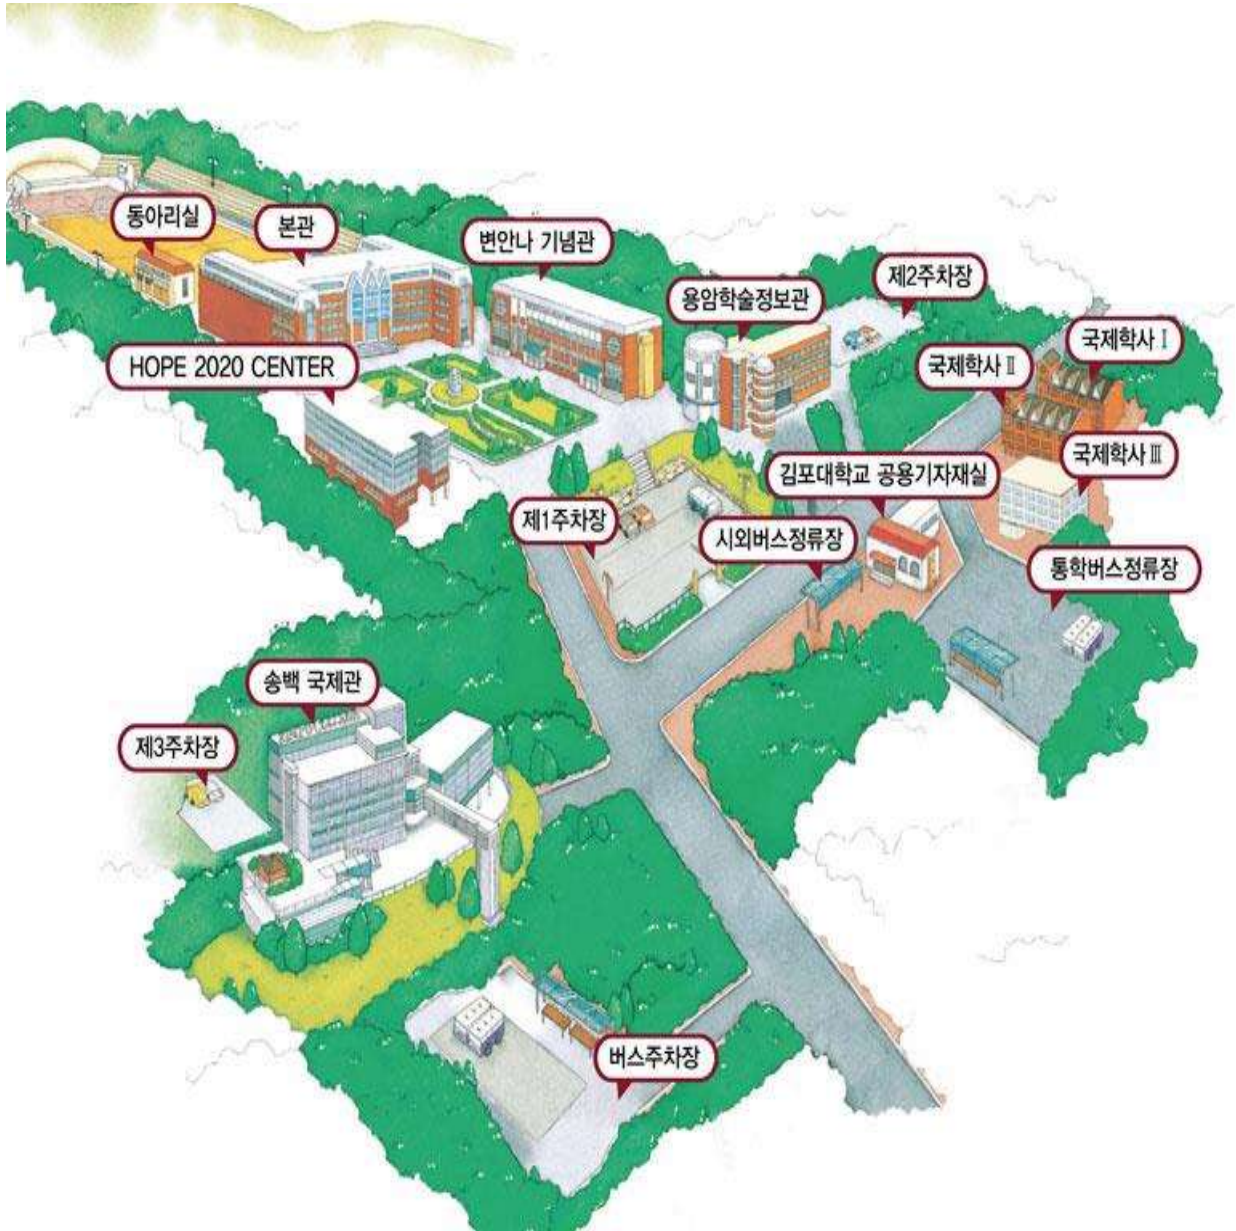 동아리실
본관
변안나 기념관
용암학술정보관
제2주차장
국제학사 Ⅰ
국제학사 Ⅱ
HOPE 2020 CENTER
국제학사 Ⅲ
김포대학교 공용기자재실
제1주차장
시외버스정류장
통학버스정류장
송백 국제관
제3주차장
버스주차장